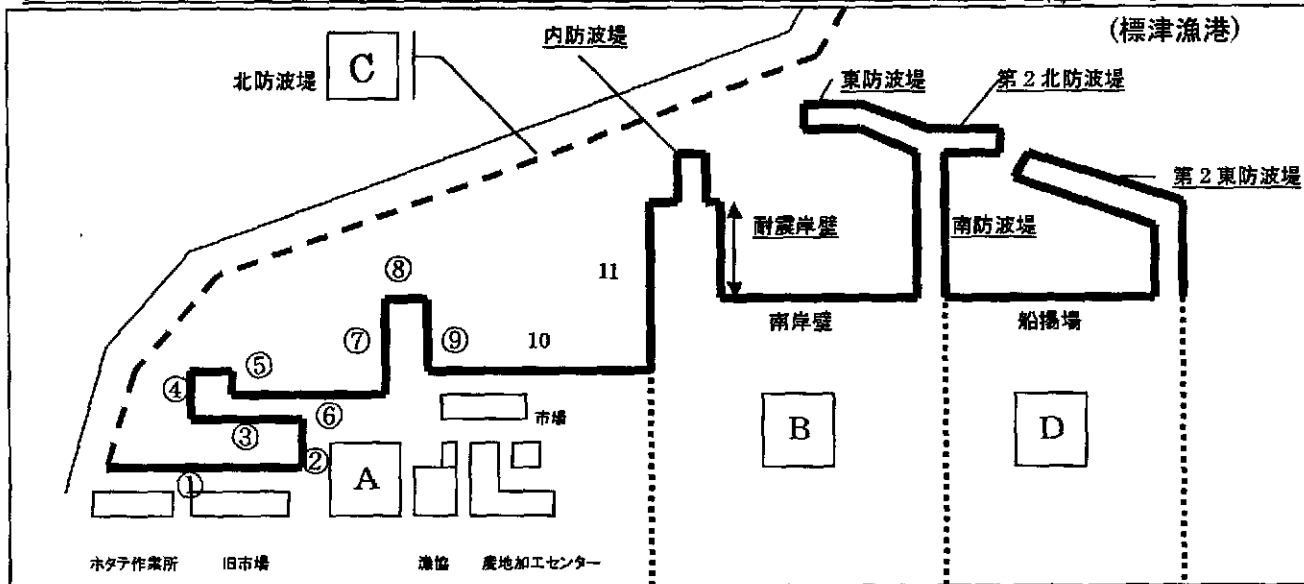 (標津漁港)
内防波堤
北防波堤
C
東防波堤
第2北防波堤
第2東防波堤
耐震岸壁
南防波堤
11
⑧
南岸壁
船揚場
⑦
⑨
10
⑤
④
⑥
市場
③
②
①
A
B
D
ホタテ作業所
旧市場
漁協
産地加工センター